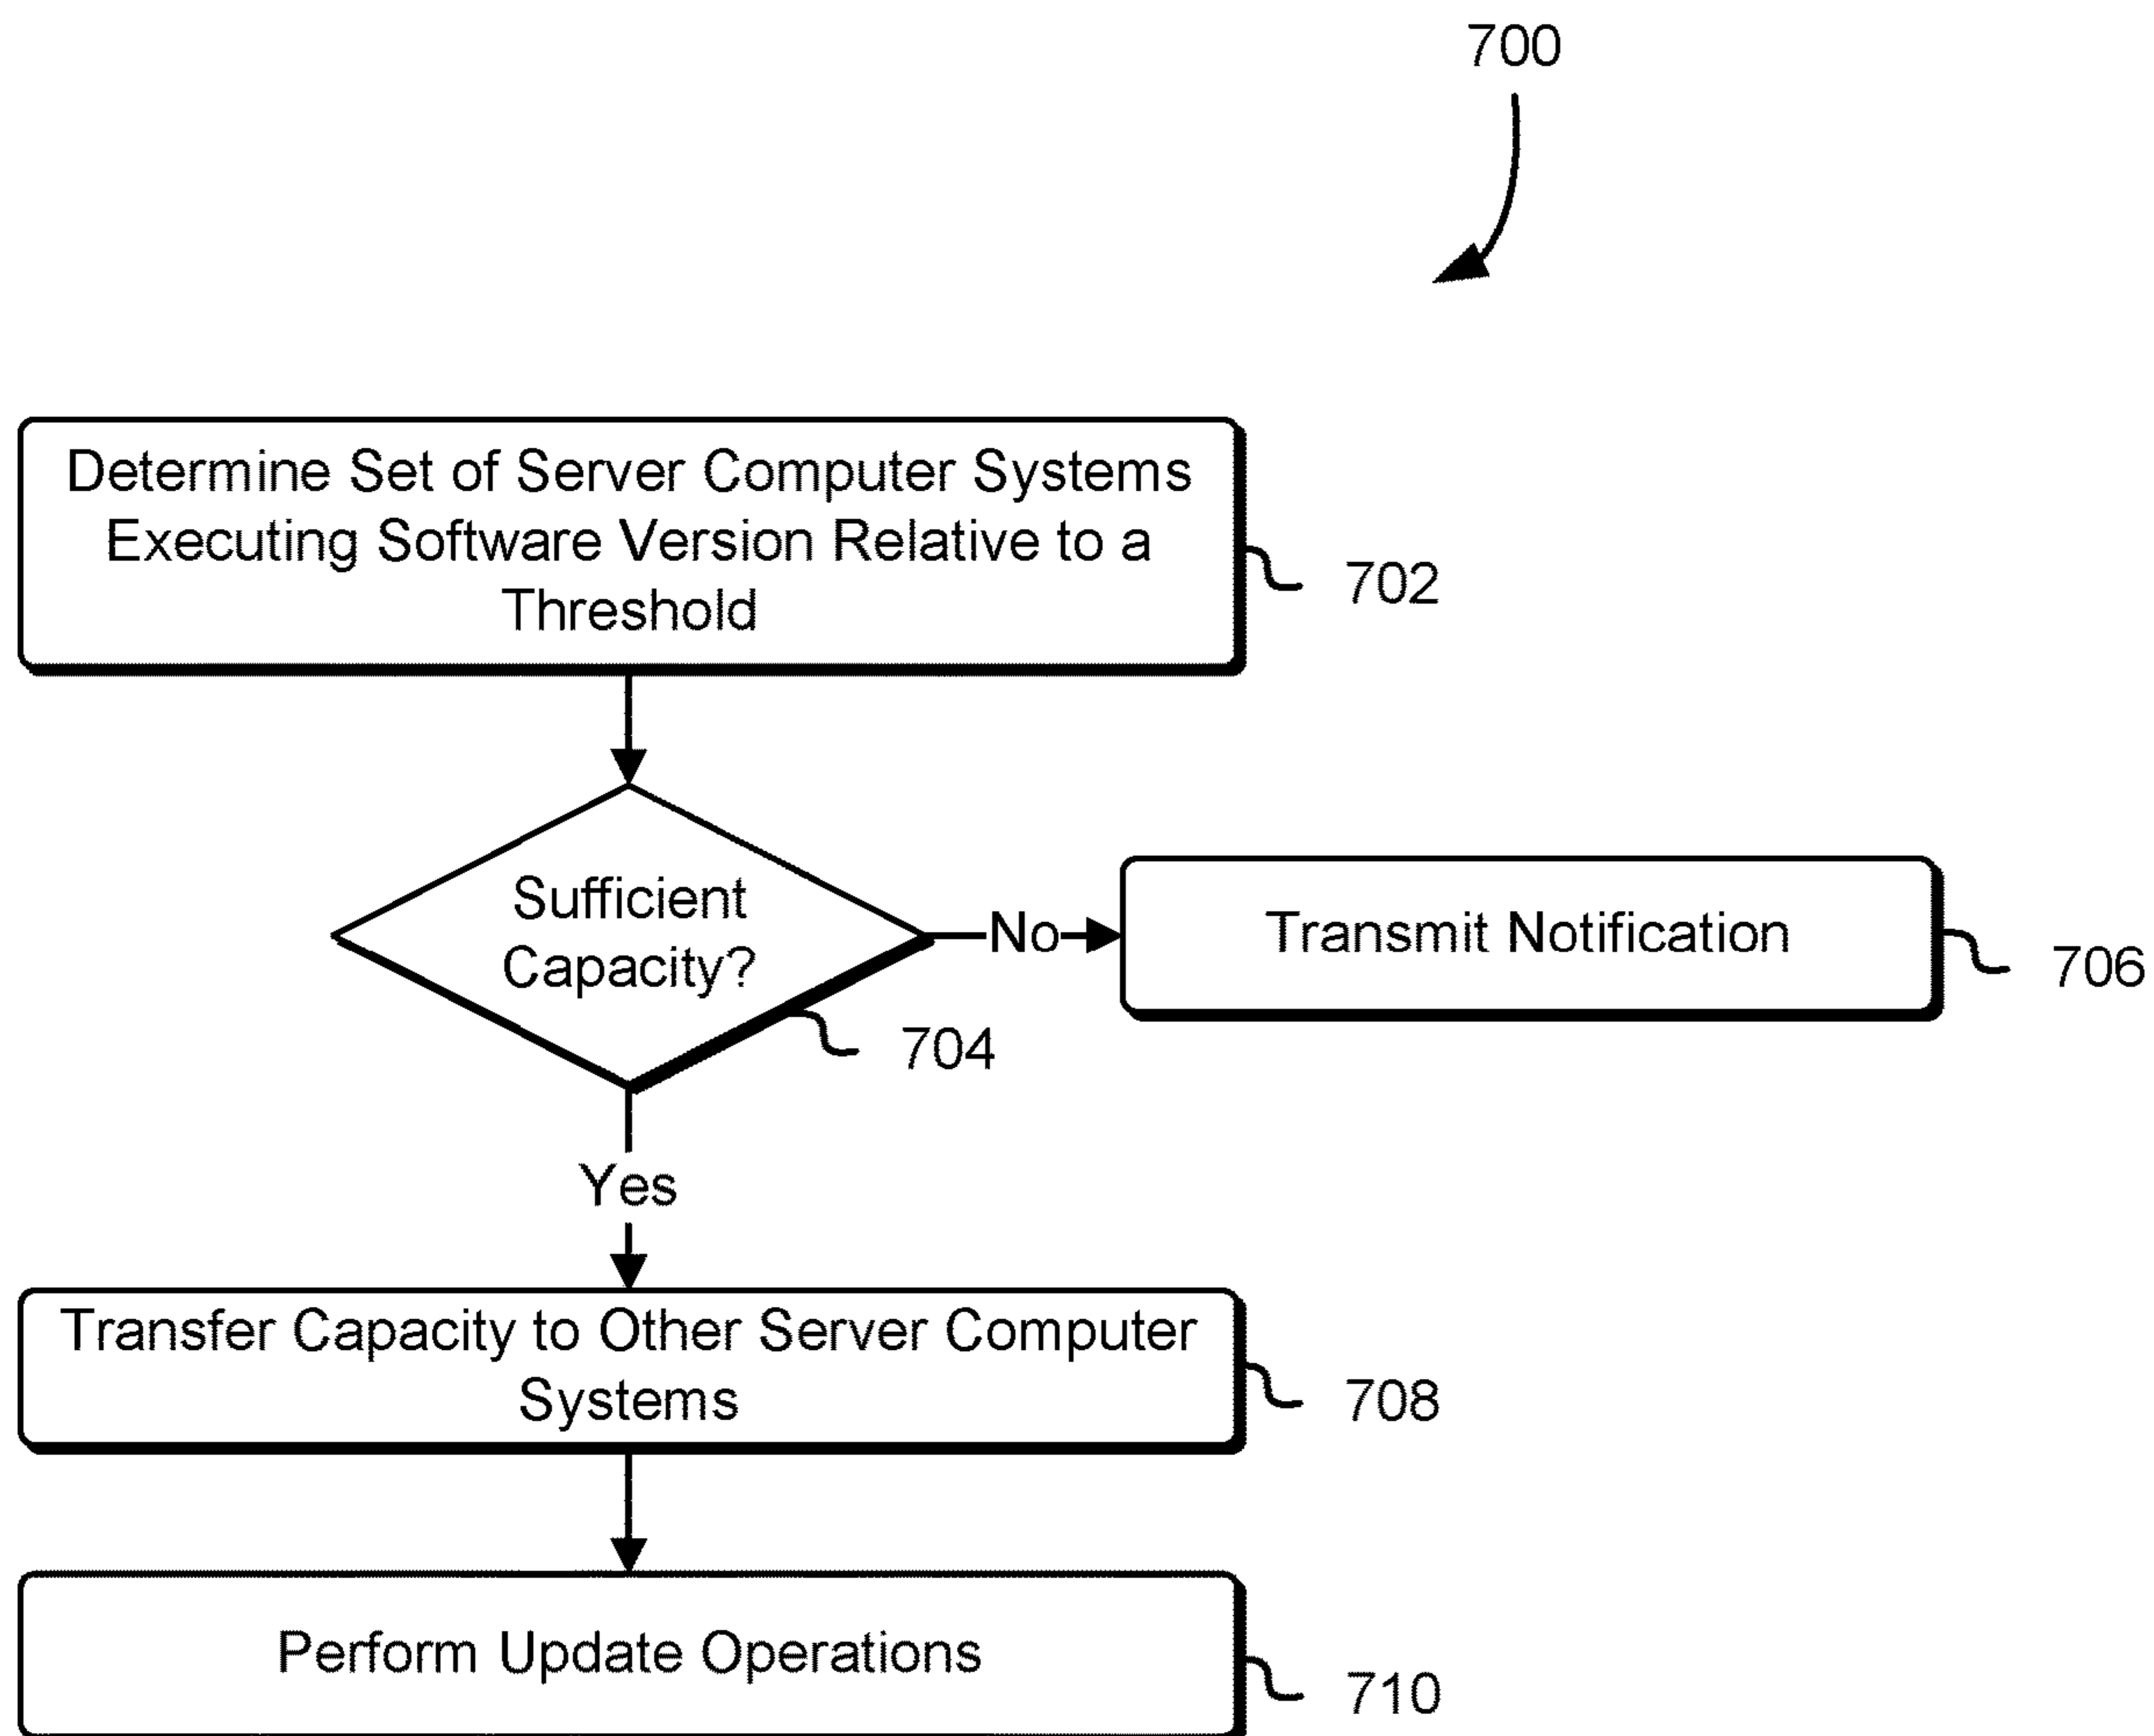 700
Determine Set of Server Computer Systems
Executing Software Version Relative to a
Threshold
702
Sufficient
Capacity?
No
Transmit Notification
706
704
Yes
Transfer Capacity to Other Server Computer
Systems
708
Perform Update Operations
710